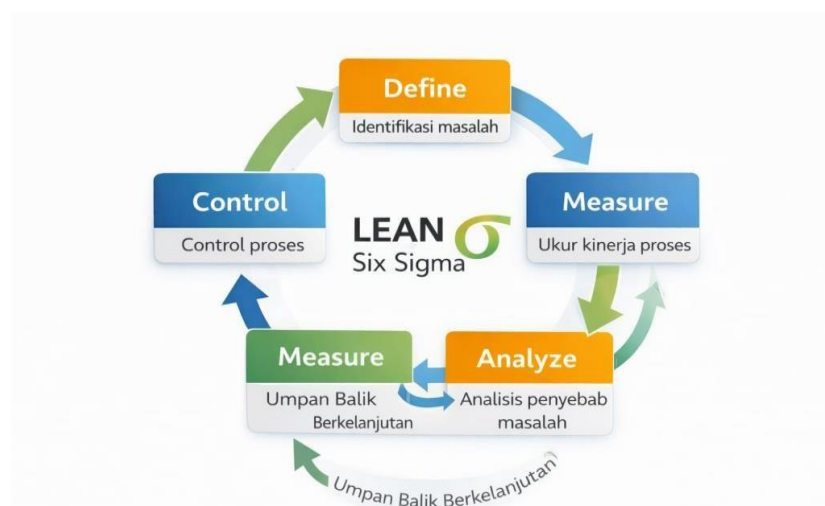 Define
Identifikasi masalah
Control
Control proses
LEAN
Six Sigma
Measure
Ukur kinerja proses
Measure
Umpan Balik
Berkelanjutan
Analyze
Analisis penyebab
masalah
Umpan Balik Berkelanjutan